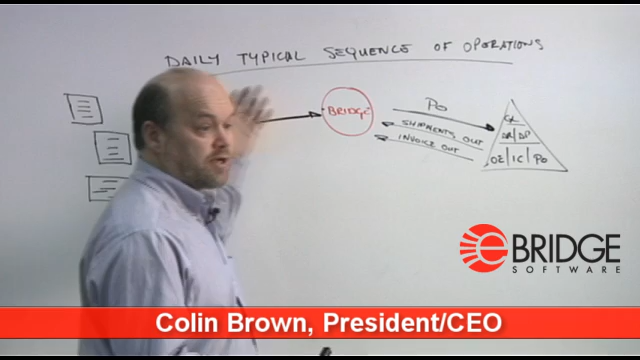 DAILY TYPICAL SEQUENCE OF OPERATIONS
BRIDGE
PO
SHIPMENTS OUT
INVOICE OUT
GL
AR/AP
OE/IC/PO
eBRIDGE
SOFTWARE
Colin Brown, President/CEO